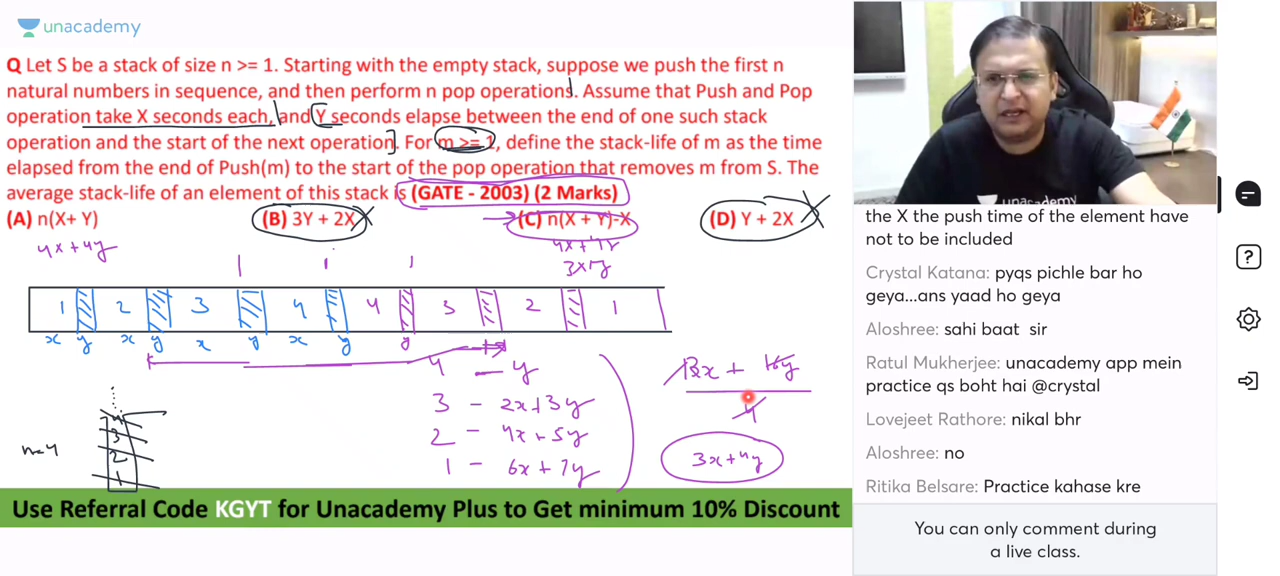 unacademy
Q Let S be a stack of size n >= 1. Starting with the empty stack, suppose we push the first n
natural numbers in sequence, and then perform n pop operations. Assume that Push and Pop
operation take X seconds each, and Y seconds elapse between the end of one such stack
operation and the start of the next operation. For m >= 1, define the stack-life of m as the time
elapsed from the end of Push(m) to the start of the pop operation that removes m from S. The
average stack-life of an element of this stack is (GATE - 2003) (2 Marks)
(A) n(X+ Y) (B) 3Y + 2X (C) n(X + Y)-X (D) Y + 2X
4x+4y
4x+4y
3x+y
1 2 3 4 4 3 2 1
x y x y x y x y y
4 – y
3 – 2x+3y
2 – 4x+5y
1 – 6x+7y
12x + 16y
4
3x+4y
n=4
4
3
2
1
Use Referral Code KGYT for Unacademy Plus to Get minimum 10% Discount
unacademy
the X the push time of the element have
not to be included
Crystal Katana: pyqs pichle bar ho
geya...ans yaad ho geya
Aloshree: sahi baat sir
Ratul Mukherjee: unacademy app mein
practice qs boht hai @crystal
Lovejeet Rathore: nikal bhr
Aloshree: no
Ritika Belsare: Practice kahase kre
You can only comment during
a live class.